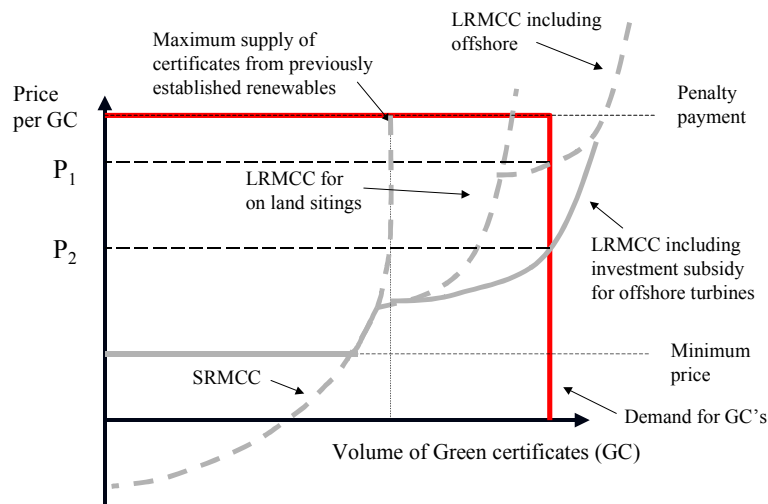 LRMCC including
offshore
Maximum supply of
certificates from previously
established renewables
Price
per GC
Penalty
payment
P1
LRMCC for
on land sitings
P2
LRMCC including
investment subsidy
for offshore turbines
Minimum
price
SRMCC
Demand for GC’s
Volume of Green certificates (GC)